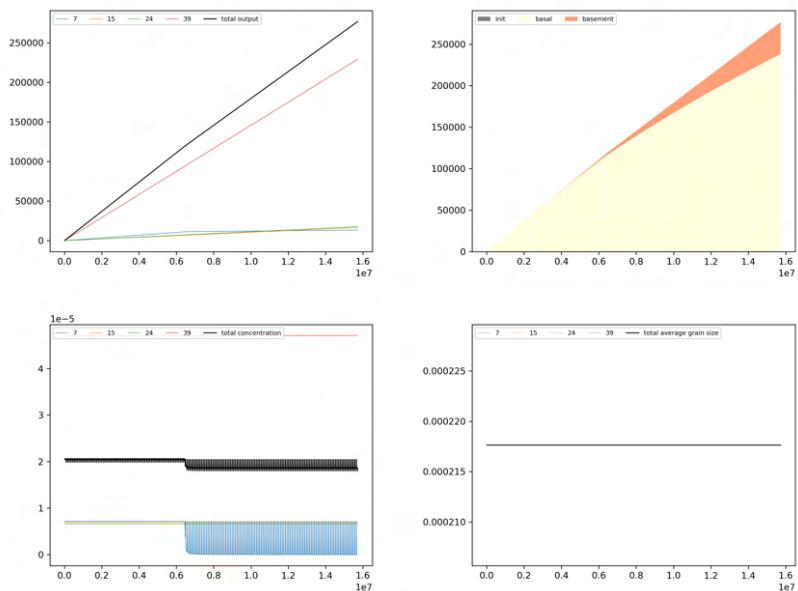 7 15 24 39 total output
250000
200000
150000
100000
50000
0
0.0 0.2 0.4 0.6 0.8 1.0 1.2 1.4 1.6
1e7
init basal basement
250000
200000
150000
100000
50000
0
0.0 0.2 0.4 0.6 0.8 1.0 1.2 1.4 1.6
1e7
1e−5
7 15 24 39 total concentration
4
3
2
1
0
0.0 0.2 0.4 0.6 0.8 1.0 1.2 1.4 1.6
1e7
7 15 24 39 total average grain size
0.000225
0.000220
0.000215
0.000210
0.0 0.2 0.4 0.6 0.8 1.0 1.2 1.4 1.6
1e7